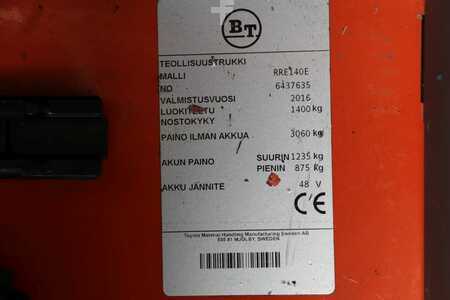 BT
TEOLLISUUSTRUKKI
MALLI RRE140E
NO 6437635
VALMISTUSVUOSI 2016
LUOKITELTU 1400 kg
NOSTOKYKY
PAINO ILMAN AKKUA 3060 kg
AKUN PAINO SUURIN 1235 kg
PIENIN 875 kg
AKKU JÄNNITE 48 V
CE
Toyota Material Handling Manufacturing Sweden AB
595 81 MJÖLBY, SWEDEN